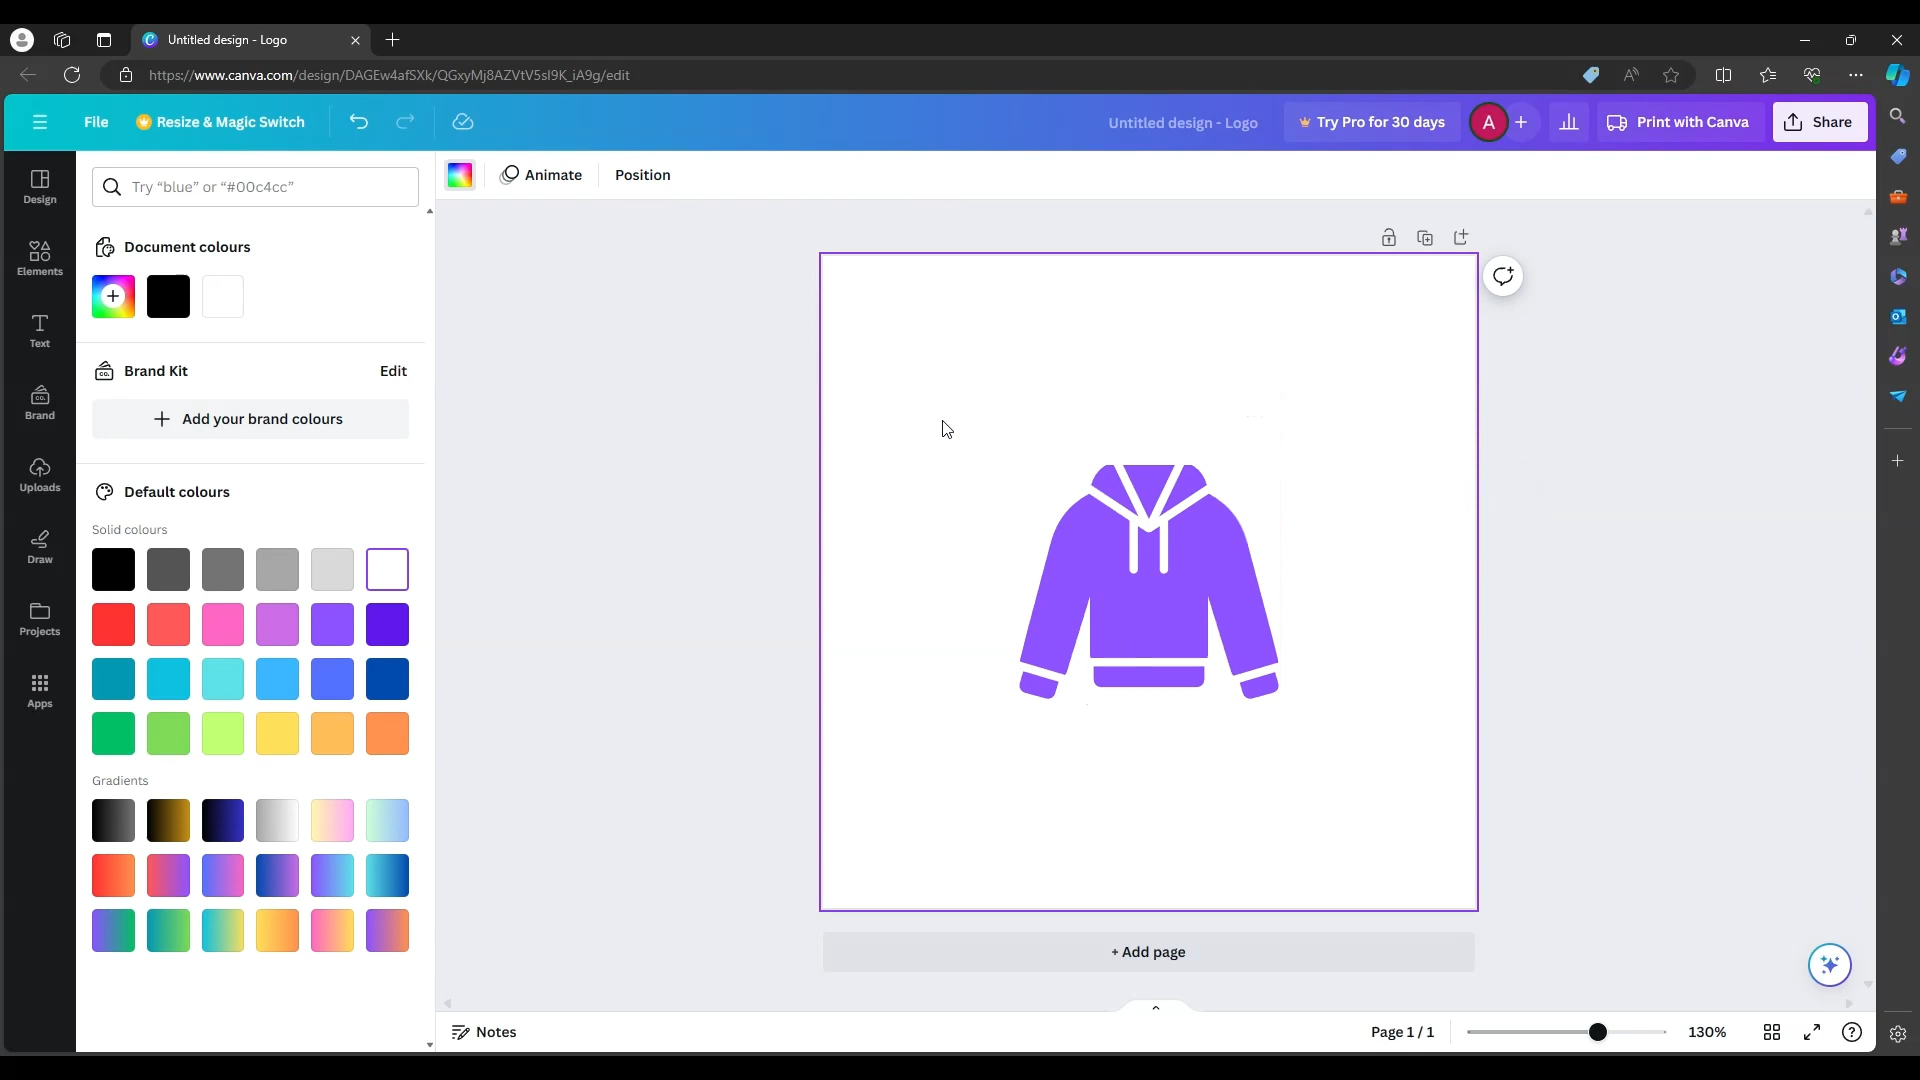 Untitled design - Logo
https://www.canva.com/design/DAGEw4afSXk/QGxyMj8AZVtV5sl9K_iA9g/edit
File
Resize & Magic Switch
Untitled design - Logo
Try Pro for 30 days
A
Print with Canva
Share
Design
Elements
Text
Brand
Uploads
Draw
Projects
Apps
Try “blue” or “#00c4cc”
Document colours
Brand Kit
Edit
Add your brand colours
Default colours
Solid colours
Gradients
Animate
Position
+ Add page
Notes
Page 1 / 1
130%